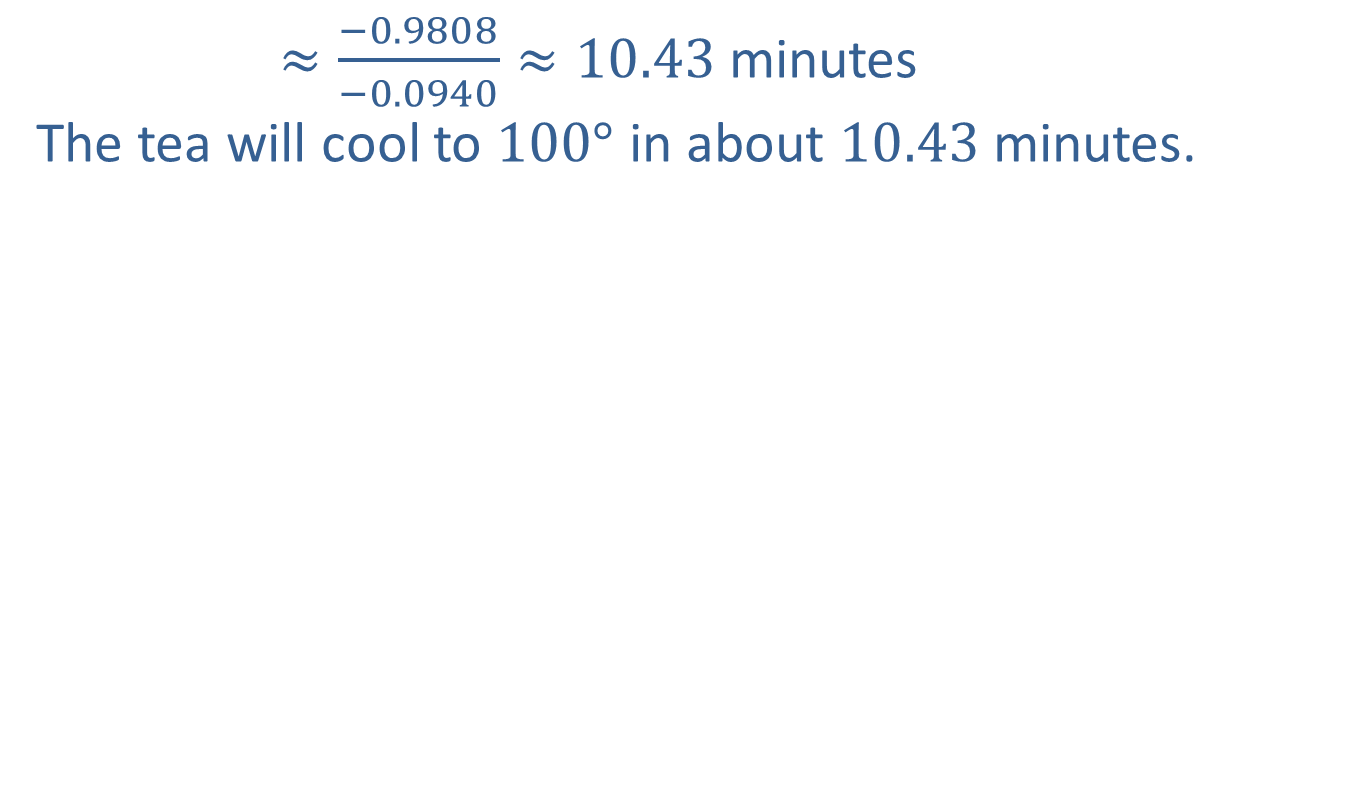 ≈ −0.9808/−0.0940 ≈ 10.43 minutes
The tea will cool to 100° in about 10.43 minutes.